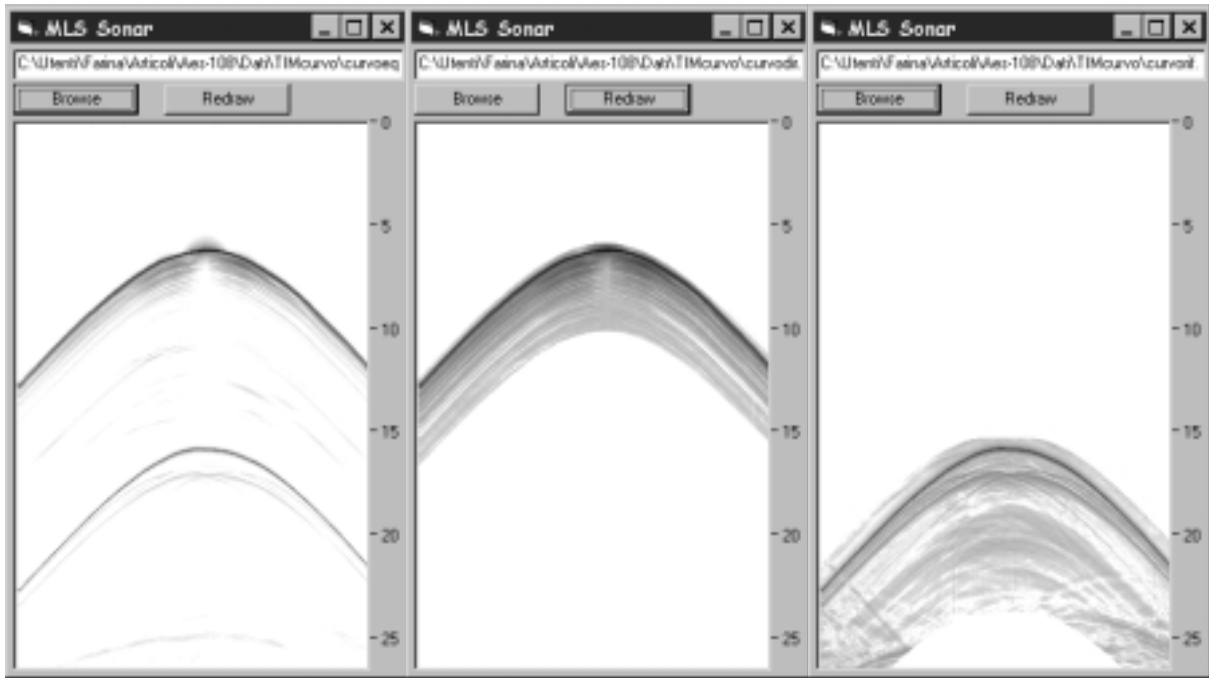 MLS Sonar
C:\Utenti\Farina\Articoli\Aes-108\Dati\TIMcurvo\curvoeq
Browse Redraw
0
5
10
15
20
25
MLS Sonar
C:\Utenti\Farina\Articoli\Aes-108\Dati\TIMcurvo\curvodir.
Browse Redraw
0
5
10
15
20
25
MLS Sonar
C:\Utenti\Farina\Articoli\Aes-108\Dati\TIMcurvo\curvorif.
Browse Redraw
0
5
10
15
20
25